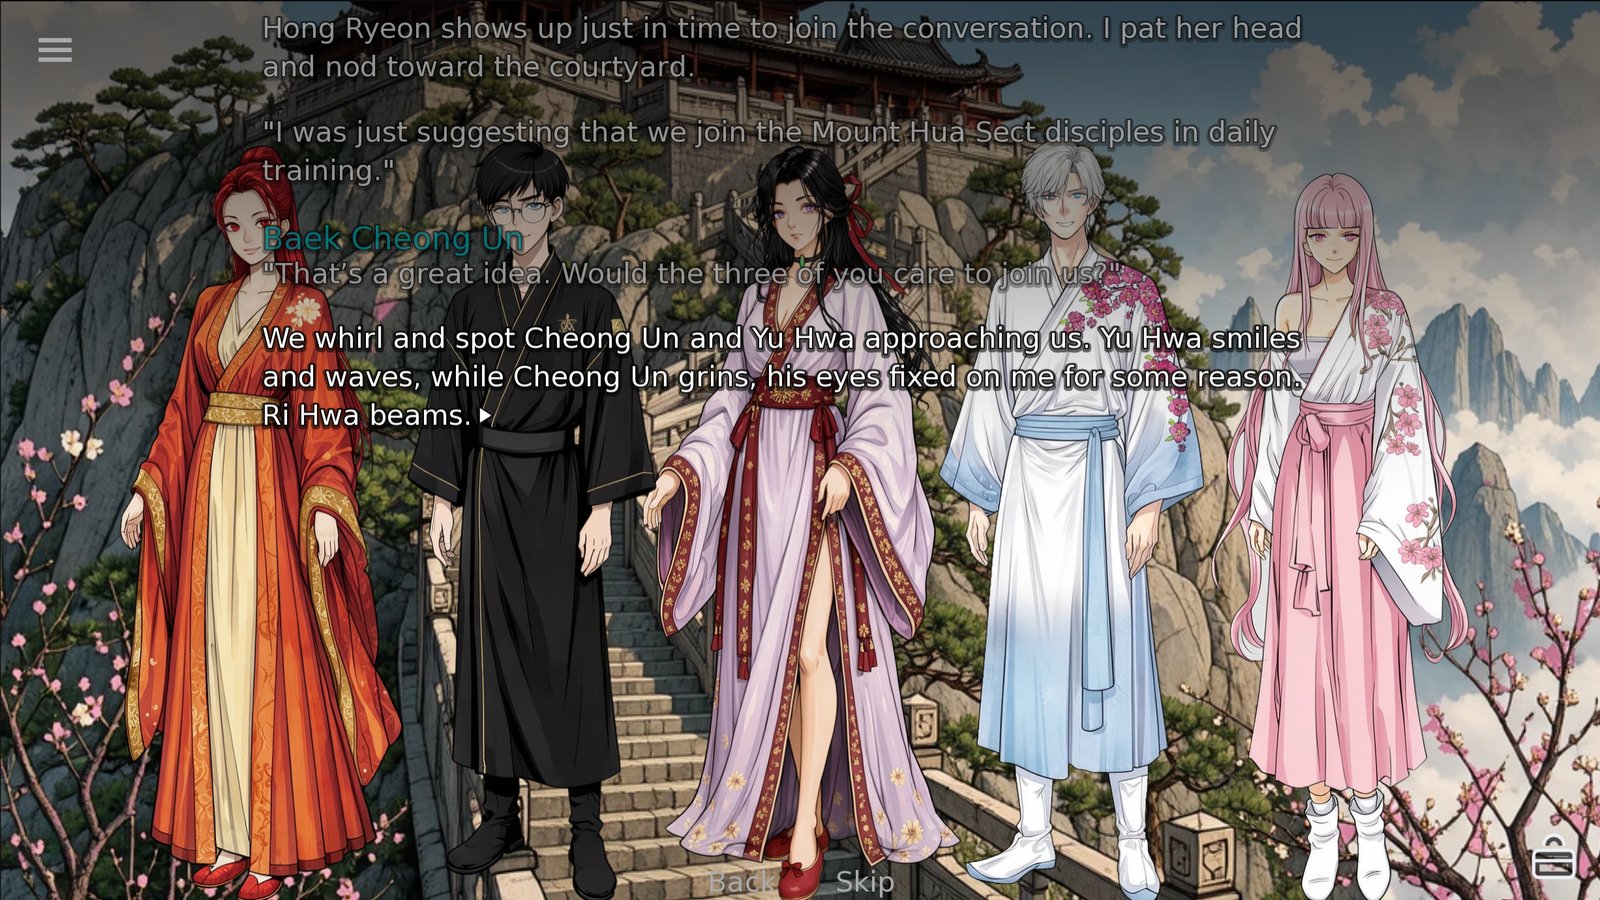 Hong Ryeon shows up just in time to join the conversation. I pat her head
and nod toward the courtyard.
"I was just suggesting that we join the Mount Hua Sect disciples in daily
training."
Baek Cheong Un
"That’s a great idea. Would the three of you care to join us?"
We whirl and spot Cheong Un and Yu Hwa approaching us. Yu Hwa smiles
and waves, while Cheong Un grins, his eyes fixed on me for some reason.
Ri Hwa beams.
Back Skip